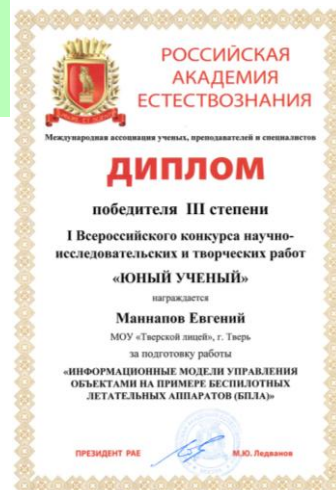 РОССИЙСКАЯ
АКАДЕМИЯ
ЕСТЕСТВОЗНАНИЯ
Международная ассоциация ученых, преподавателей и специалистов
ДИПЛОМ
победителя III степени
I Всероссийского конкурса научно-
исследовательских и творческих работ
«ЮНЫЙ УЧЕНЫЙ»
награждается
Маннапов Евгений
МОУ «Тверской лицей», г. Тверь
за подготовку работы
«ИНФОРМАЦИОННЫЕ МОДЕЛИ УПРАВЛЕНИЯ
ОБЪЕКТАМИ НА ПРИМЕРЕ БЕСПИЛОТНЫХ
ЛЕТАТЕЛЬНЫХ АППАРАТОВ (БПЛА)»
ПРЕЗИДЕНТ РАЕ М.Ю. Ледванов